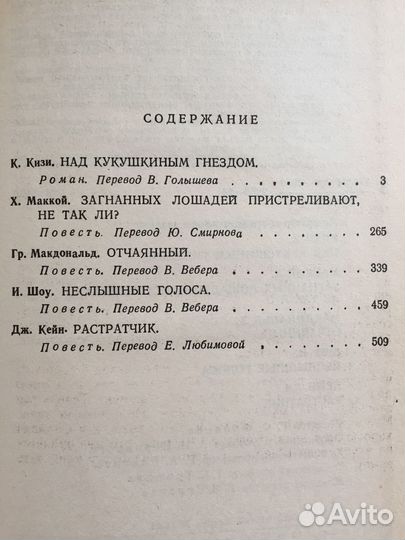 СОДЕРЖАНИЕ
К. Кизи. НАД КУКУШКИНЫМ ГНЕЗДОМ.
Роман. Перевод В. Голышева . . . . . . . . . 3
Х. Маккой. ЗАГНАННЫХ ЛОШАДЕЙ ПРИСТРЕЛИВАЮТ,
НЕ ТАК ЛИ?
Повесть. Перевод Ю. Смирнова . . . . . . . 265
Гр. Макдональд. ОТЧАЯННЫЙ.
Повесть. Перевод В. Вебера . . . . . . . . 339
И. Шоу. НЕСЛЫШНЫЕ ГОЛОСА.
Повесть. Перевод В. Вебера . . . . . . . . 459
Дж. Кейн. РАСТРАТЧИК.
Повесть. Перевод Е. Любимовой . . . . . . . 509
Avito